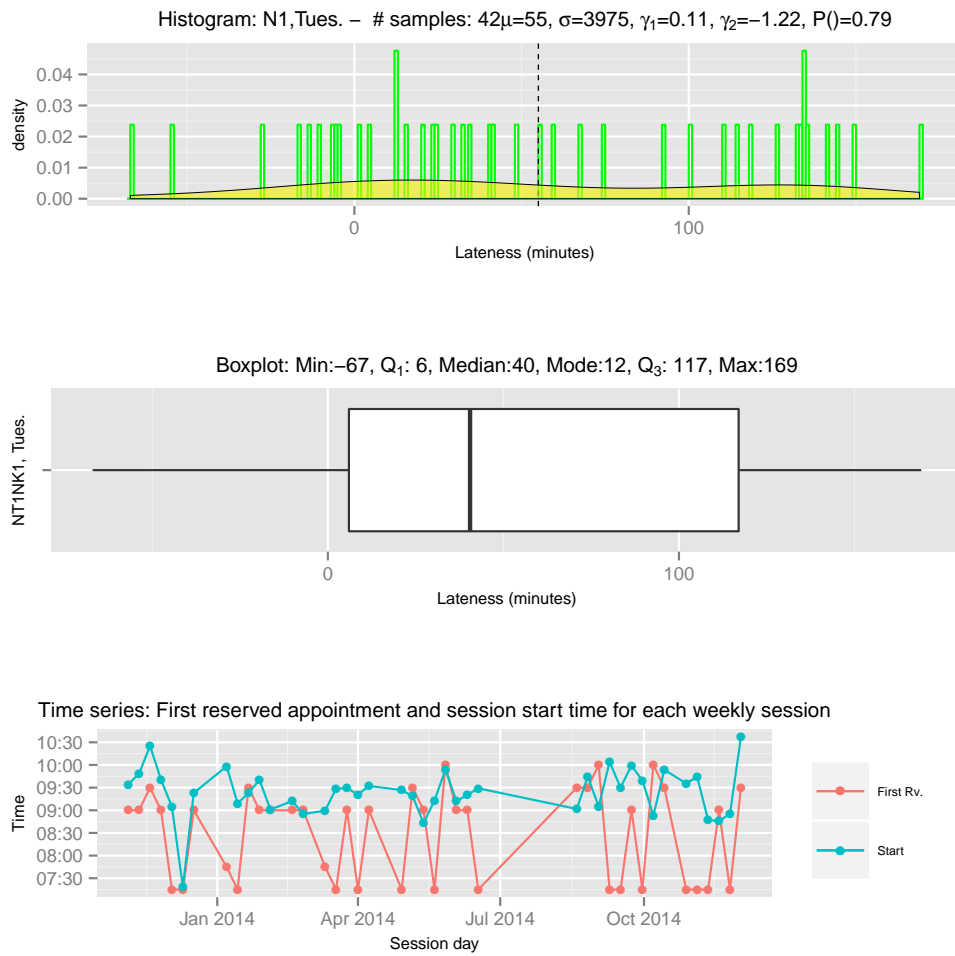 Histogram: N1,Tues. –  # samples: 42μ=55, σ=3975, γ₁=0.11, γ₂=−1.22, P()=0.79
density
0.04
0.03
0.02
0.01
0.00
0
100
Lateness (minutes)
Boxplot: Min:−67, Q₁: 6, Median:40, Mode:12, Q₃: 117, Max:169
NT1NK1, Tues.
0
100
Lateness (minutes)
Time series: First reserved appointment and session start time for each weekly session
Time
10:30
10:00
09:30
09:00
08:30
08:00
07:30
Jan 2014
Apr 2014
Jul 2014
Oct 2014
Session day
First Rv.
Start